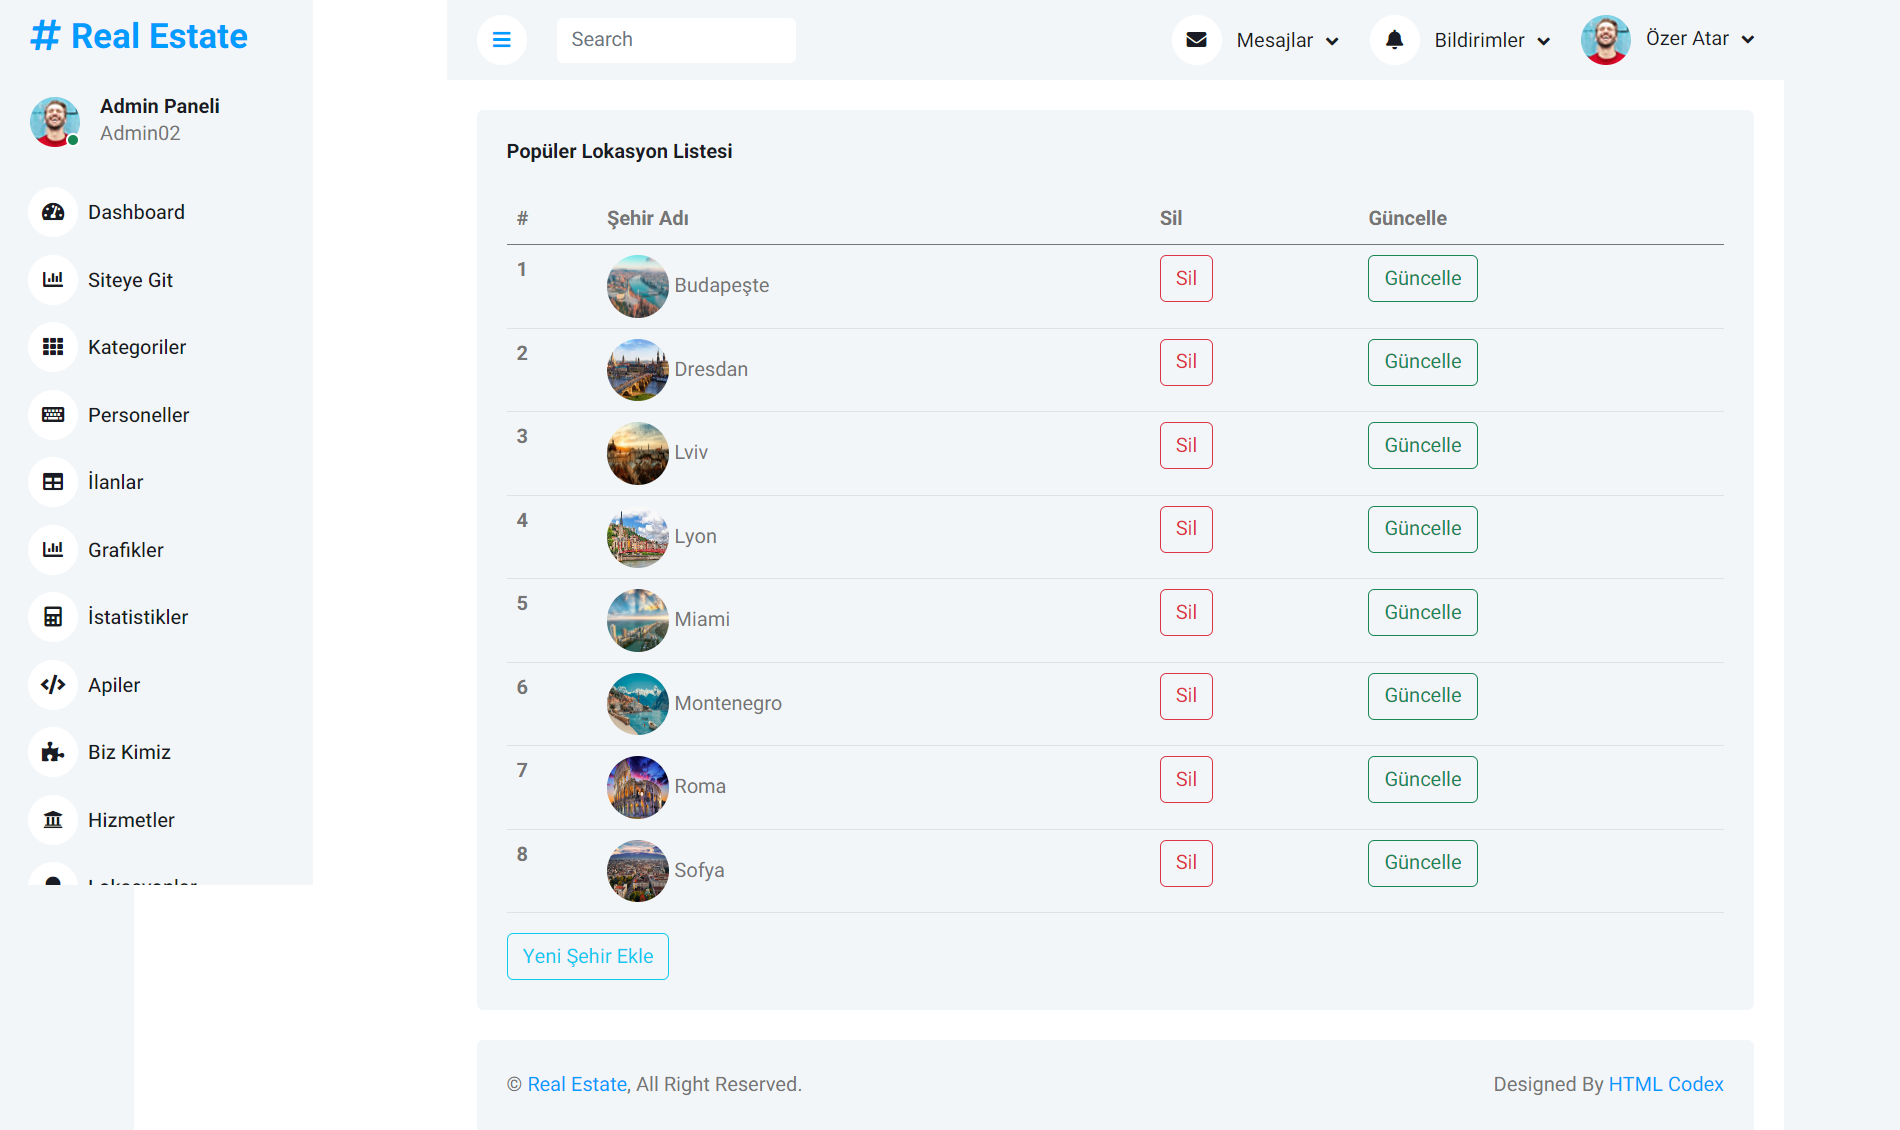 # Real Estate
Admin Paneli
Admin02
Dashboard
Siteye Git
Kategoriler
Personeller
İlanlar
Grafikler
İstatistikler
Apiler
Biz Kimiz
Hizmetler
Search
Mesajlar
Bildirimler
Özer Atar
Popüler Lokasyon Listesi
# Şehir Adı Sil Güncelle
1 Budapeşte Sil Güncelle
2 Dresdan Sil Güncelle
3 Lviv Sil Güncelle
4 Lyon Sil Güncelle
5 Miami Sil Güncelle
6 Montenegro Sil Güncelle
7 Roma Sil Güncelle
8 Sofya Sil Güncelle
Yeni Şehir Ekle
© Real Estate, All Right Reserved.
Designed By HTML Codex